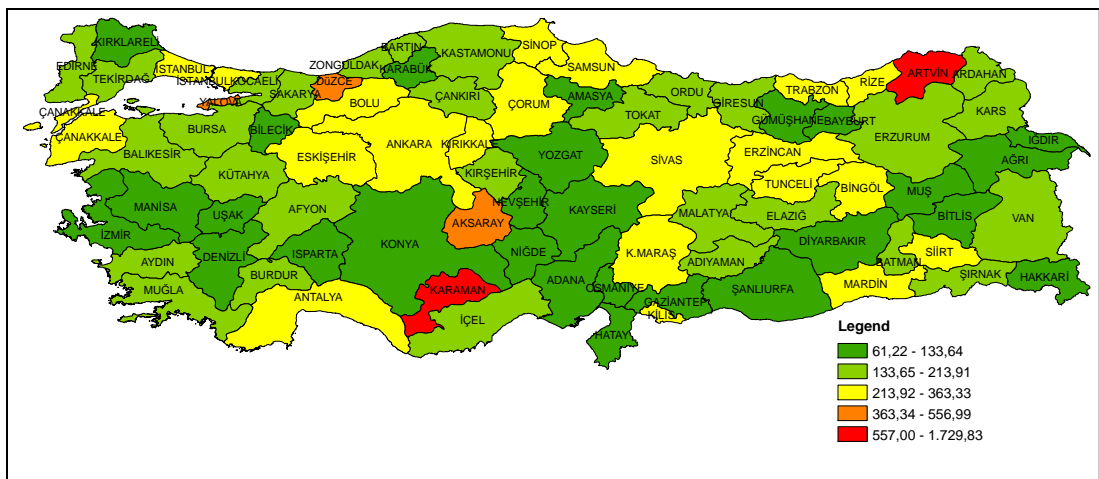 KIRKLARELİ
EDİRNE
TEKİRDAĞ
İSTANBUL
İSTANBUL
KOCAELİ
YALOVA
SAKARYA
DüZCE
ZONGULDAK
BARTIN
KARABÜK
KASTAMONU
SİNOP
SAMSUN
ÇANKIRI
ÇORUM
AMASYA
ORDU
TOKAT
GİRESUN
TRABZON
RİZE
ARTVİN
ARDAHAN
KARS
GÜMÜŞHANE
BAYBURT
ERZURUM
IĞDIR
AĞRI
ÇANAKKALE
ÇANAKKALE
BALIKESİR
BURSA
BİLECİK
BOLU
ESKİŞEHİR
ANKARA
KIRIKKALE
KIRŞEHİR
YOZGAT
SİVAS
ERZİNCAN
TUNCELİ
BİNGÖL
MUŞ
BİTLİS
VAN
KÜTAHYA
MANİSA
UŞAK
AFYON
İZMİR
AYDIN
DENİZLİ
MUĞLA
BURDUR
ISPARTA
ANTALYA
KONYA
AKSARAY
NEVŞEHİR
KAYSERİ
NİĞDE
KARAMAN
İÇEL
ADANA
OSMANİYE
HATAY
K.MARAŞ
GAZİANTEP
KİLİS
MALATYA
ADIYAMAN
ELAZIĞ
ŞANLIURFA
DİYARBAKIR
MARDİN
BATMAN
SİİRT
ŞIRNAK
HAKKARİ
Legend
61,22 - 133,64
133,65 - 213,91
213,92 - 363,33
363,34 - 556,99
557,00 - 1.729,83